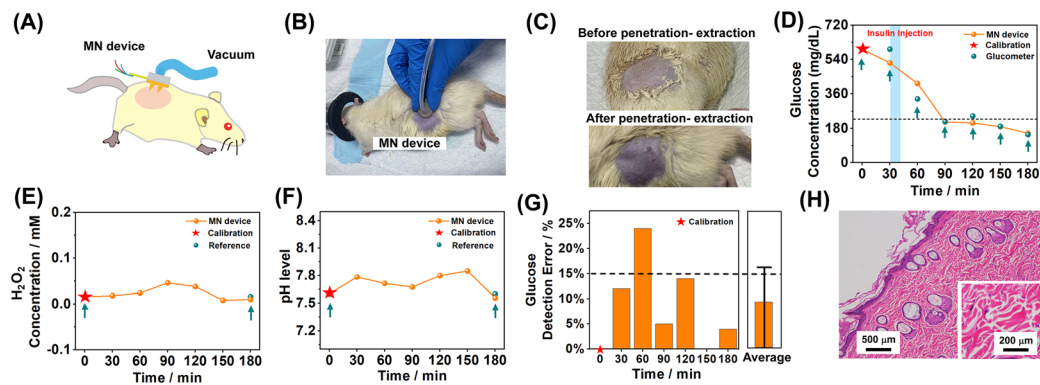 (A)
MN device
Vacuum
(B)
MN device
(C)
Before penetration- extraction
After penetration- extraction
(D)
Glucose
Concentration (mg/dL)
720
540
360
180
0
Insulin Injection
MN device
Calibration
Glucometer
0 30 60 90 120 150 180
Time / min
(E)
H2O2
Concentration / mM
0.2
0.1
0.0
-0.1
MN device
Calibration
Reference
0 30 60 90 120 150 180
Time / min
(F)
pH level
8.4
8.1
7.8
7.5
7.2
MN device
Calibration
Reference
0 30 60 90 120 150 180
Time / min
(G)
Glucose
Detection Error / %
25%
20%
15%
10%
5%
0%
Calibration
15%
0 30 60 90 120 150 180
Average
Time / min
(H)
500 μm
200 μm